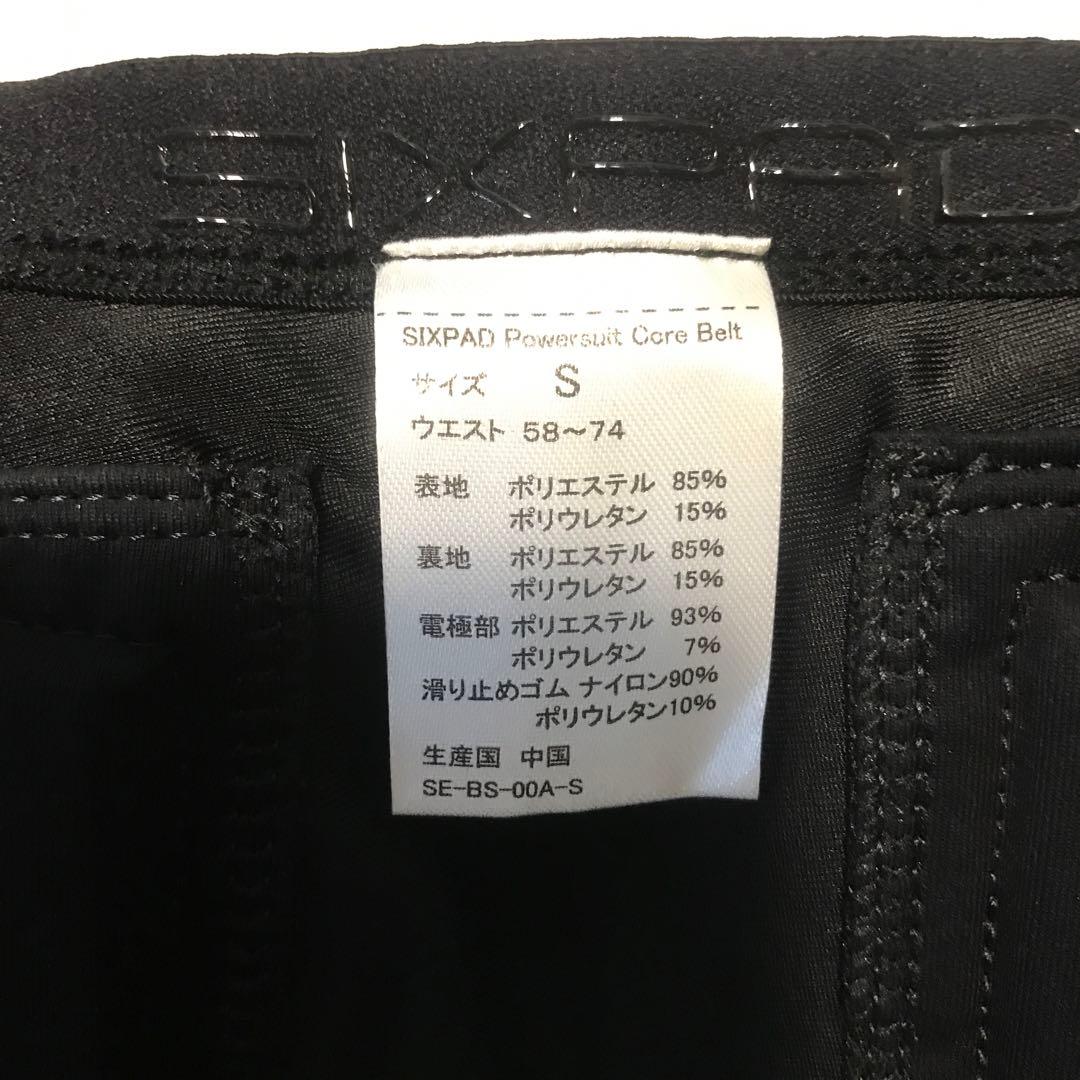 SIXPAD
SIXPAD Powersuit Core Belt
サイズ S
ウエスト 58～74
表地 ポリエステル 85%
ポリウレタン 15%
裏地 ポリエステル 85%
ポリウレタン 15%
電極部 ポリエステル 93%
ポリウレタン 7%
滑り止めゴム ナイロン90%
ポリウレタン10%
生産国 中国
SE-BS-00A-S